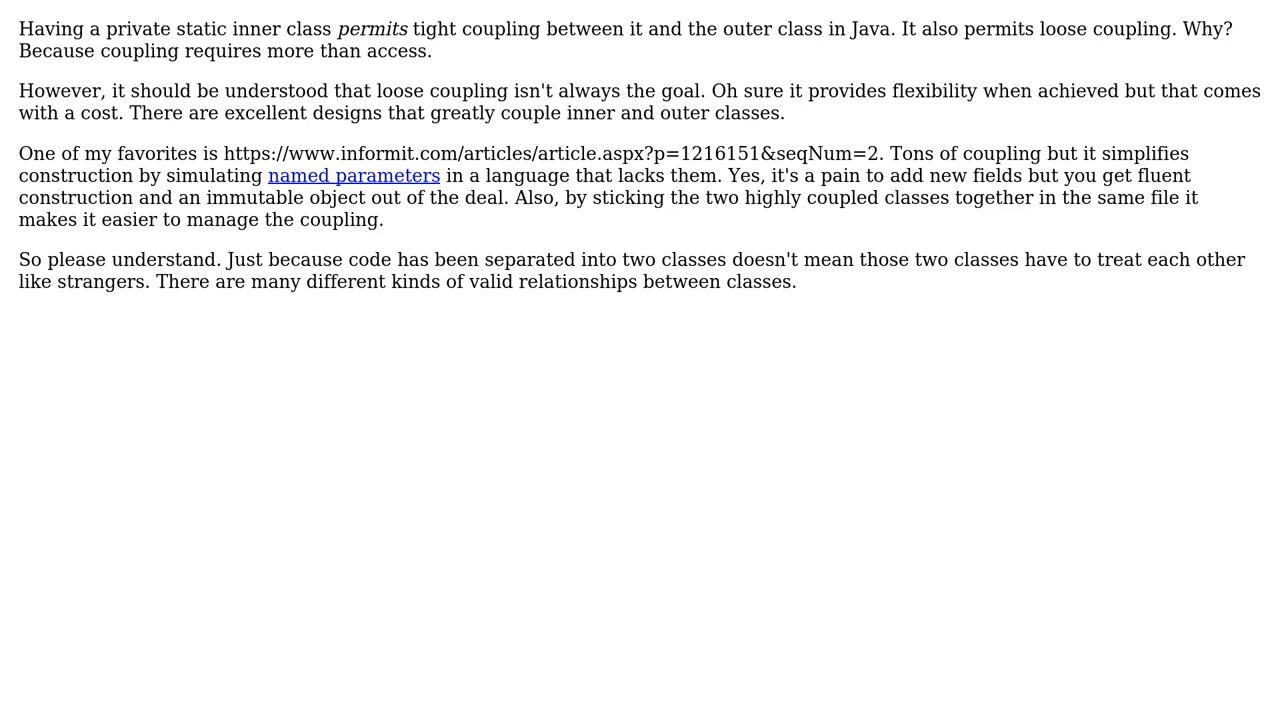 Having a private static inner class permits tight coupling between it and the outer class in Java. It also permits loose coupling. Why?
Because coupling requires more than access.
However, it should be understood that loose coupling isn't always the goal. Oh sure it provides flexibility when achieved but that comes
with a cost. There are excellent designs that greatly couple inner and outer classes.
One of my favorites is https://www.informit.com/articles/article.aspx?p=1216151&seqNum=2. Tons of coupling but it simplifies
construction by simulating named parameters in a language that lacks them. Yes, it's a pain to add new fields but you get fluent
construction and an immutable object out of the deal. Also, by sticking the two highly coupled classes together in the same file it
makes it easier to manage the coupling.
So please understand. Just because code has been separated into two classes doesn't mean those two classes have to treat each other
like strangers. There are many different kinds of valid relationships between classes.